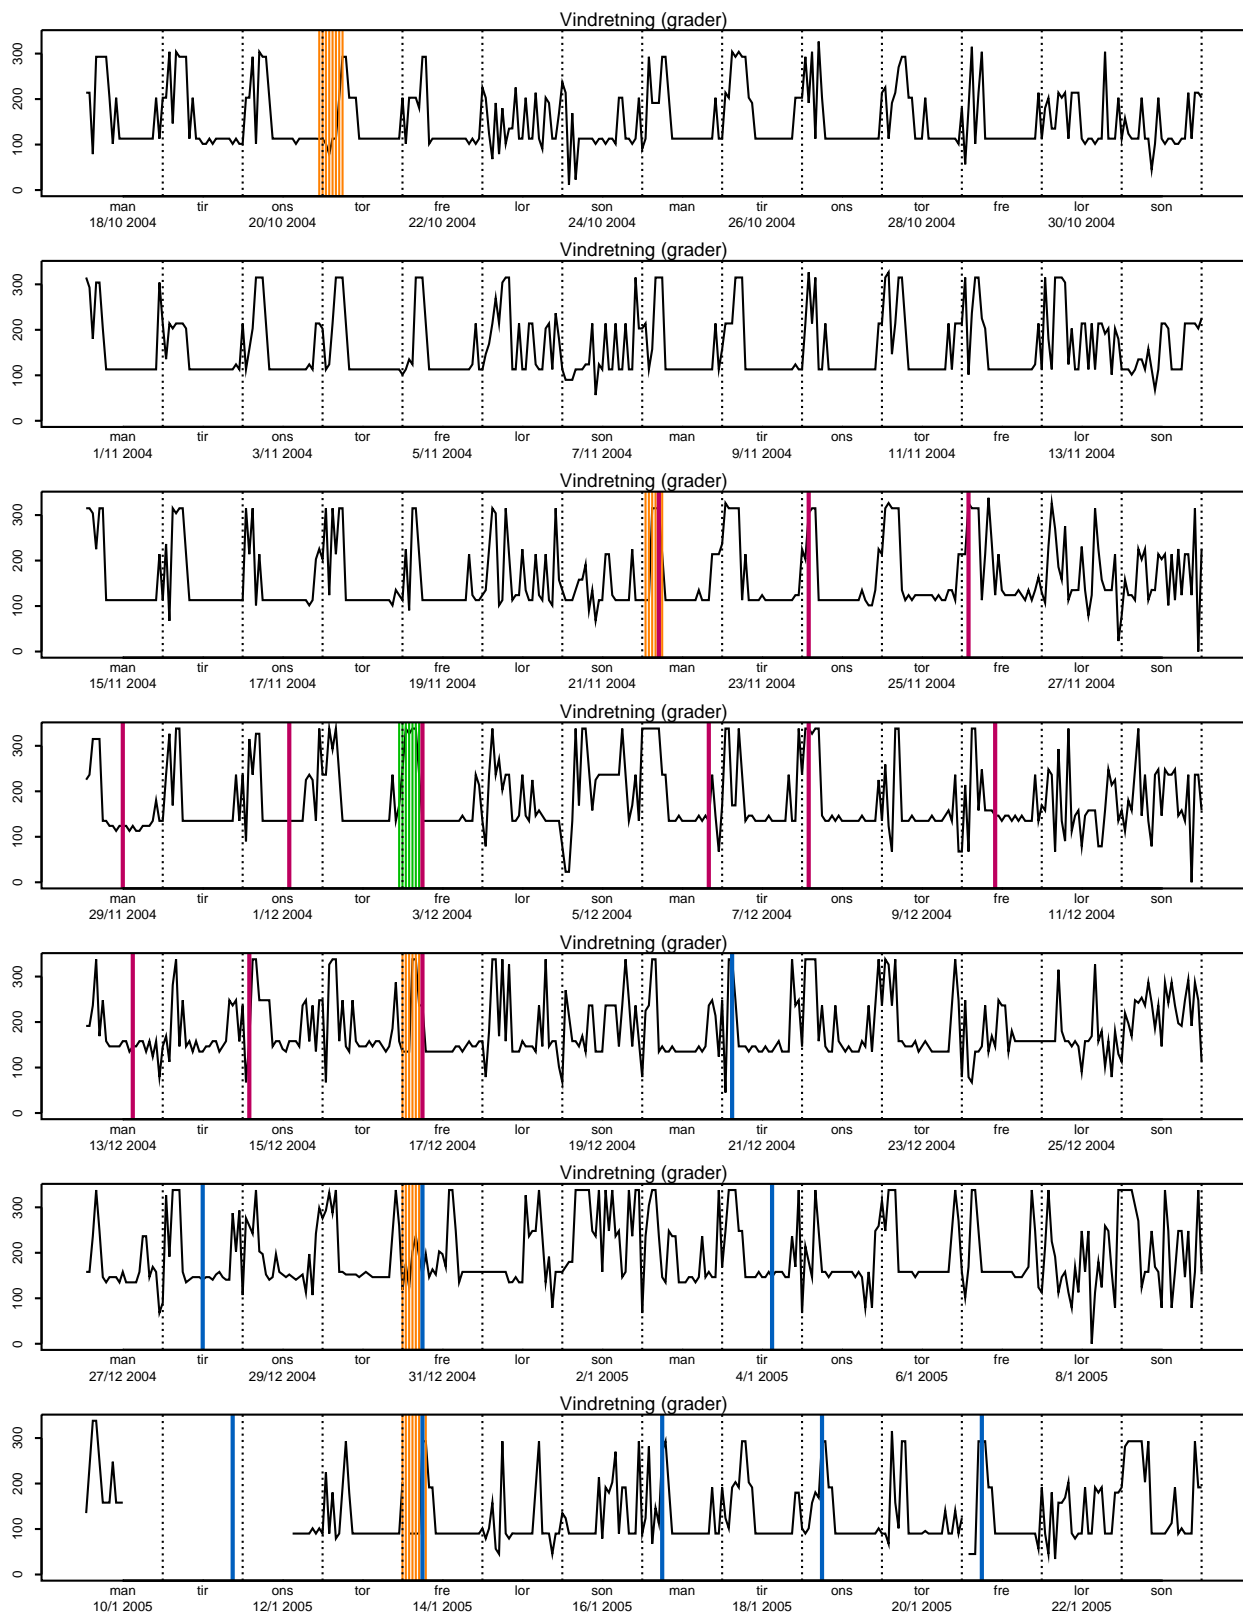 Vindretning (grader)
300
200
100
0
man tir ons tor fre lor son man tir ons tor fre lor son
18/10 2004 20/10 2004 22/10 2004 24/10 2004 26/10 2004 28/10 2004 30/10 2004
Vindretning (grader)
300
200
100
0
man tir ons tor fre lor son man tir ons tor fre lor son
1/11 2004 3/11 2004 5/11 2004 7/11 2004 9/11 2004 11/11 2004 13/11 2004
Vindretning (grader)
300
200
100
0
man tir ons tor fre lor son man tir ons tor fre lor son
15/11 2004 17/11 2004 19/11 2004 21/11 2004 23/11 2004 25/11 2004 27/11 2004
Vindretning (grader)
300
200
100
0
man tir ons tor fre lor son man tir ons tor fre lor son
29/11 2004 1/12 2004 3/12 2004 5/12 2004 7/12 2004 9/12 2004 11/12 2004
Vindretning (grader)
300
200
100
0
man tir ons tor fre lor son man tir ons tor fre lor son
13/12 2004 15/12 2004 17/12 2004 19/12 2004 21/12 2004 23/12 2004 25/12 2004
Vindretning (grader)
300
200
100
0
man tir ons tor fre lor son man tir ons tor fre lor son
27/12 2004 29/12 2004 31/12 2004 2/1 2005 4/1 2005 6/1 2005 8/1 2005
Vindretning (grader)
300
200
100
0
man tir ons tor fre lor son man tir ons tor fre lor son
10/1 2005 12/1 2005 14/1 2005 16/1 2005 18/1 2005 20/1 2005 22/1 2005